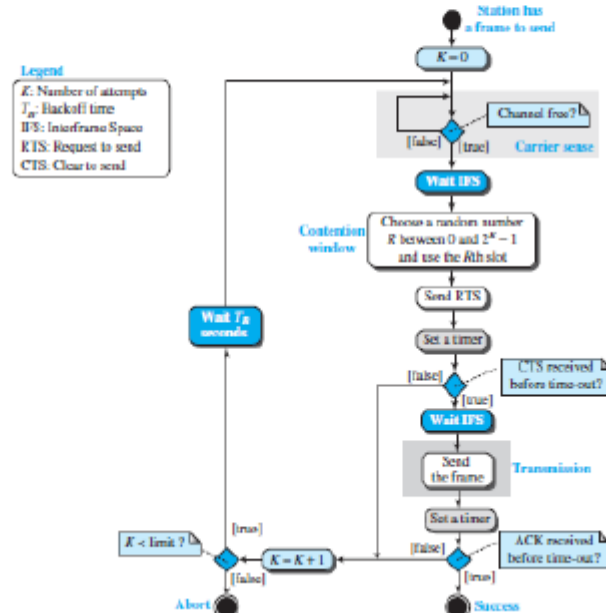 Station has
a frame to send
K = 0
Legend
K: Number of attempts
T_B: Backoff time
IFS: Interframe Space
RTS: Request to send
CTS: Clear to send
Channel free?
[false]
[true]
Carrier sense
Wait IFS
Contention
window
Choose a random number
R between 0 and 2^K − 1
and use the Rth slot
Send RTS
Wait T_B
seconds
Set a timer
CTS received
before time-out?
[false]
[true]
Wait IFS
Send
the frame
Transmission
Set a timer
K < limit ?
[true]
[false]
K = K + 1
[false]
ACK received
before time-out?
[true]
Abort
Success